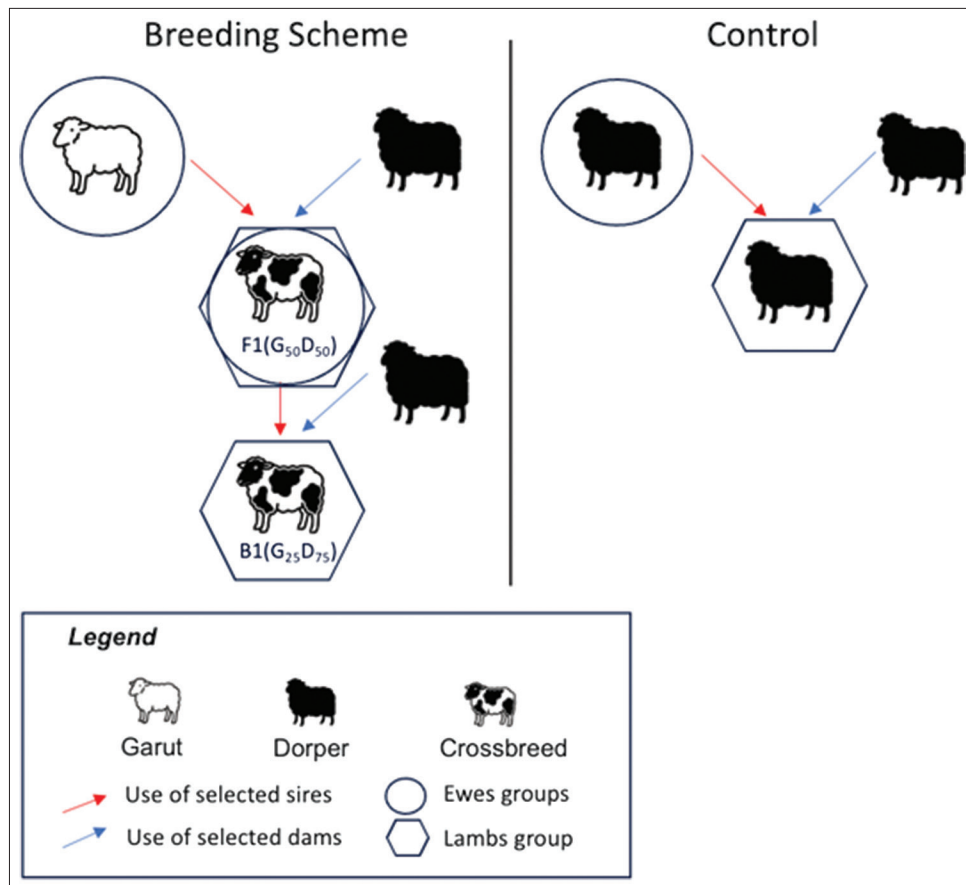 Breeding Scheme
Control
F1(G₅₀D₅₀)
B1(G₂₅D₇₅)
Legend
Garut
Dorper
Crossbreed
Use of selected sires
Ewes groups
Use of selected dams
Lambs group